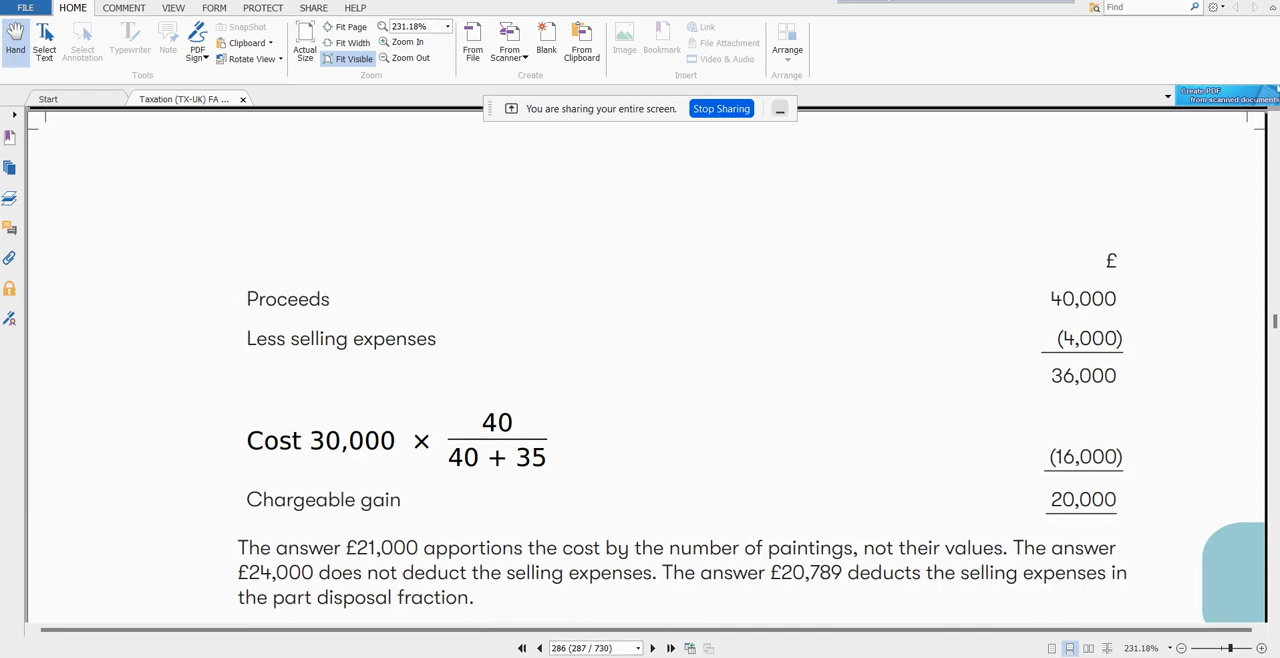 FILE HOME COMMENT VIEW FORM PROTECT SHARE HELP Find
SnapShot Fit Page 231.18% Link
Clipboard Fit Width Zoom In File Attachment
Rotate View Fit Visible Zoom Out Video & Audio
Hand Select Text Select Annotation Typewriter Note PDF Sign Actual Size From File From Scanner Blank From Clipboard Image Bookmark Arrange
Tools Zoom Create Insert Arrange
Start Taxation (TX-UK) FA ... x Create PDF
from scanned documents
You are sharing your entire screen. Stop Sharing
£
Proceeds 40,000
Less selling expenses (4,000)
36,000
Cost 30,000 × 40 / 40 + 35 (16,000)
Chargeable gain 20,000
The answer £21,000 apportions the cost by the number of paintings, not their values. The answer
£24,000 does not deduct the selling expenses. The answer £20,789 deducts the selling expenses in
the part disposal fraction.
286 (287 / 730) 231.18%